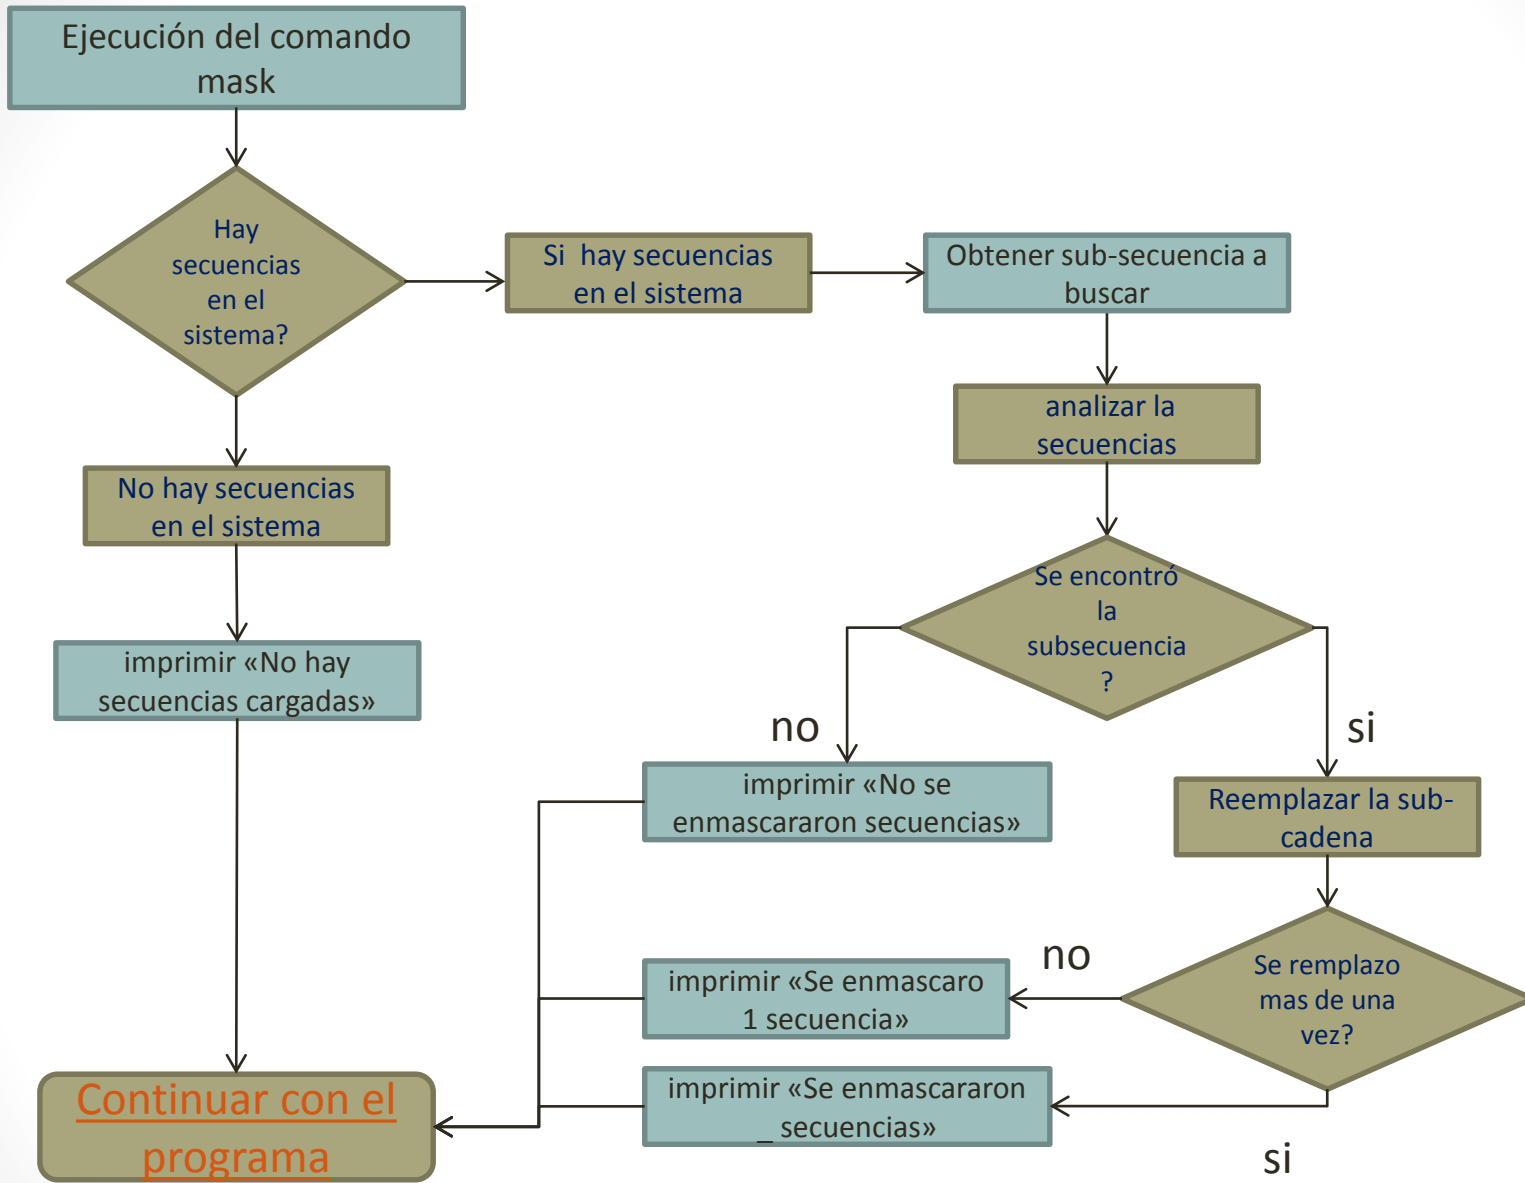 Ejecución del comando
mask
Hay
secuencias
en el
sistema?
Si hay secuencias
en el sistema
Obtener sub-secuencia a
buscar
analizar la
secuencias
No hay secuencias
en el sistema
Se encontró
la
subsecuencia
?
imprimir «No hay
secuencias cargadas»
no
si
imprimir «No se
enmascararon secuencias»
Reemplazar la sub-
cadena
no
imprimir «Se enmascaro
1 secuencia»
Se remplazo
mas de una
vez?
imprimir «Se enmascararon
_ secuencias»
si
Continuar con el
programa